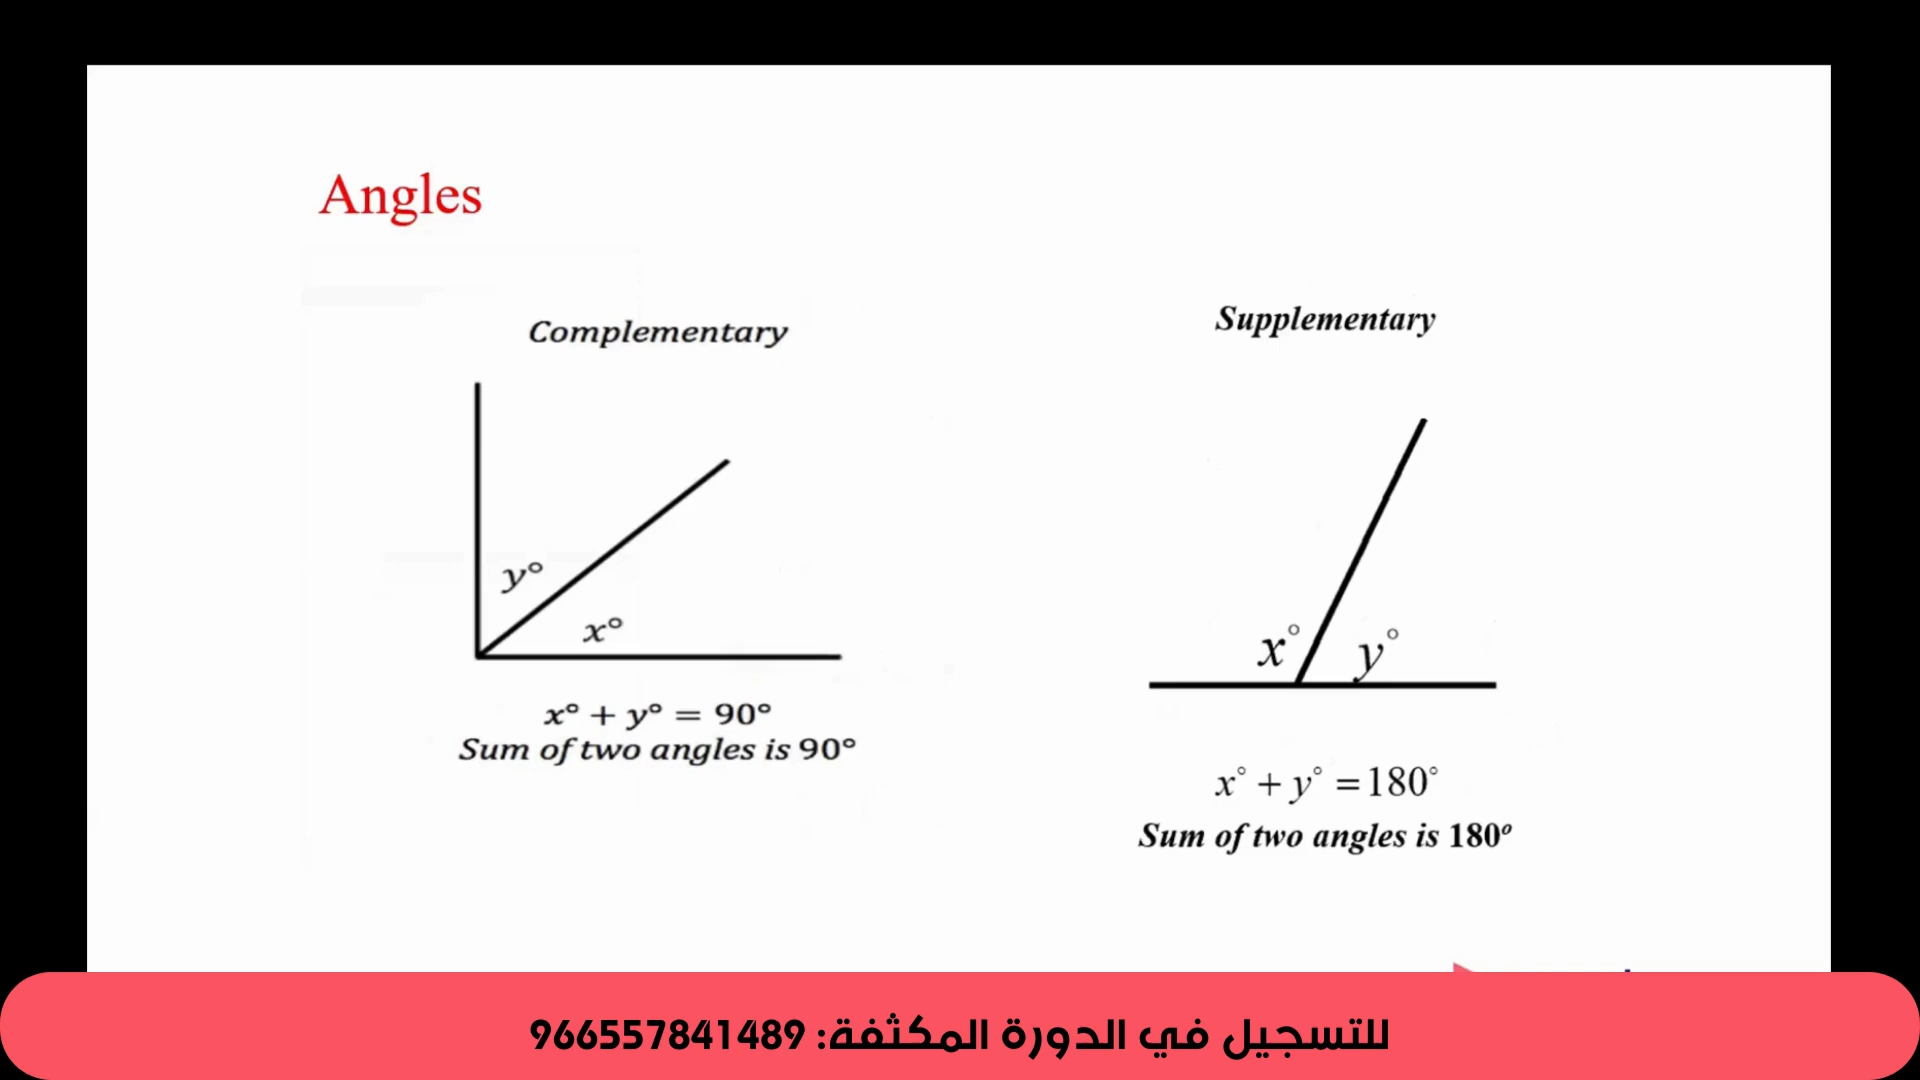 Angles
Complementary
y°
x°
x° + y° = 90°
Sum of two angles is 90°
Supplementary
x° y°
x° + y° = 180°
Sum of two angles is 180º
للتسجيل في الدورة المكثفة: 966557841489